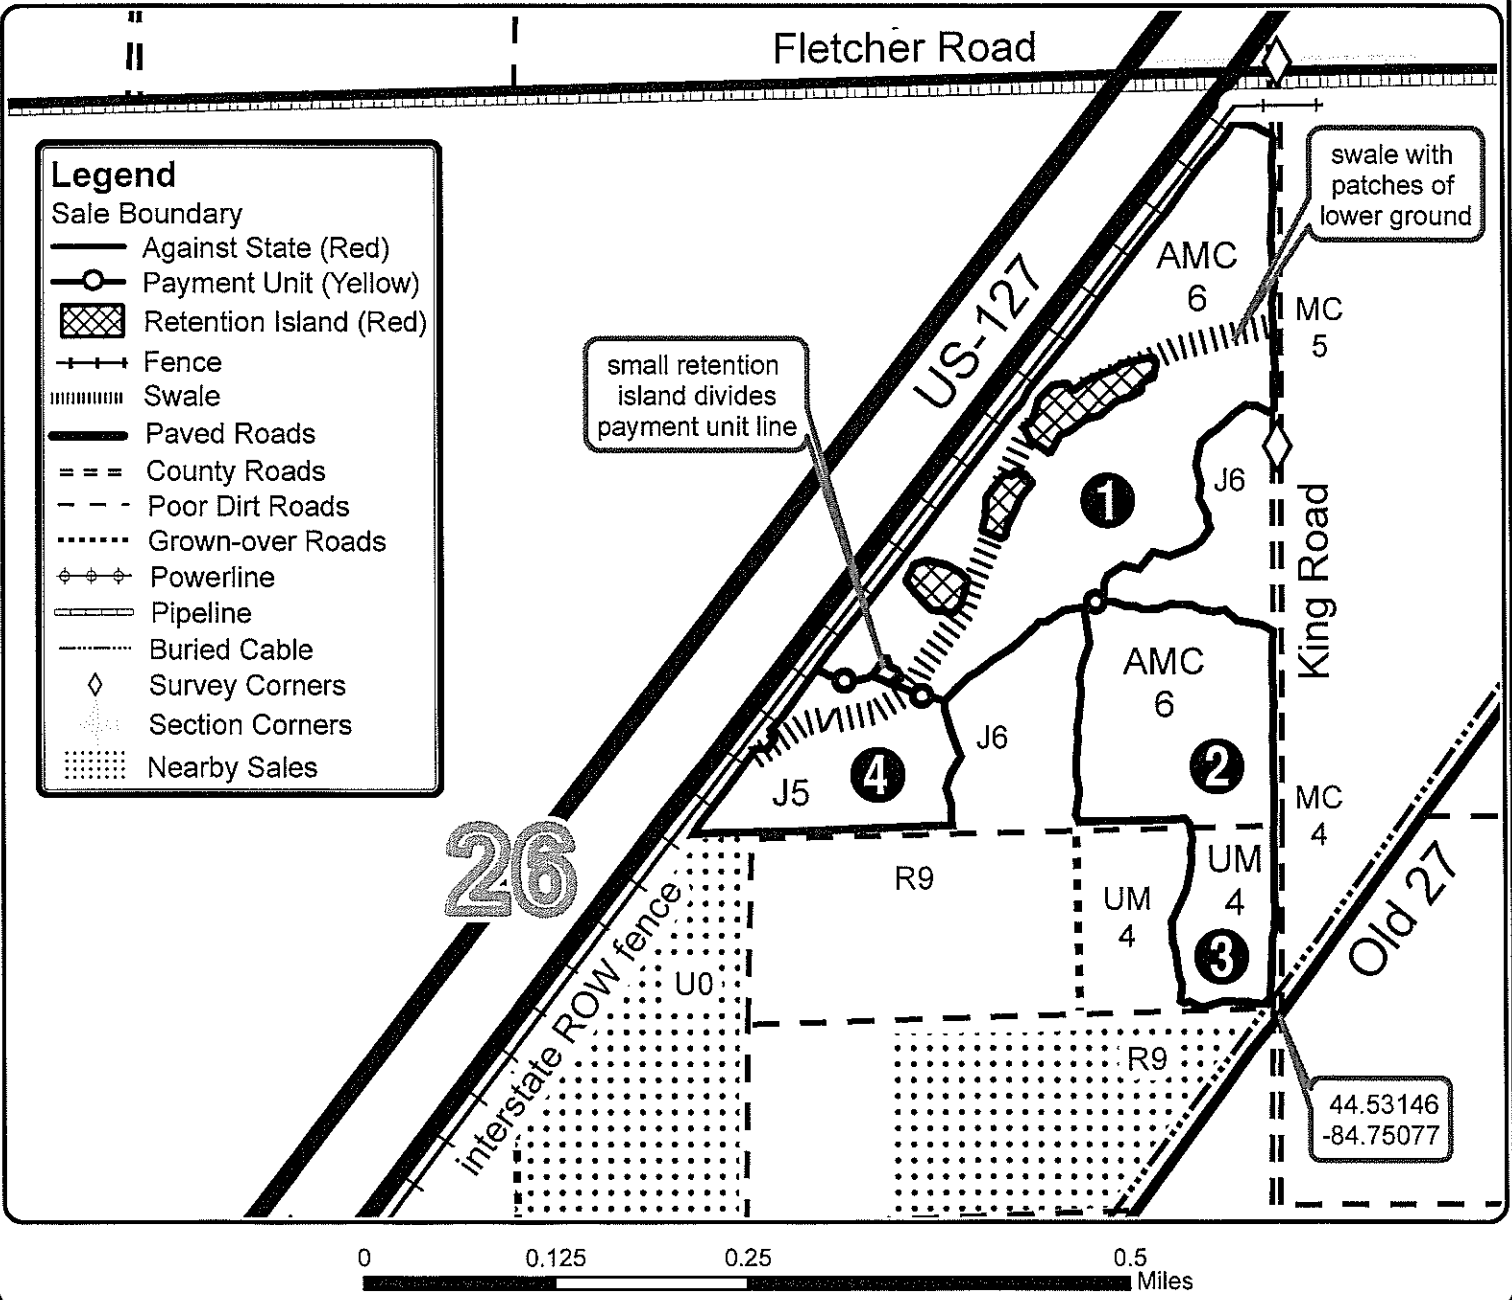 Fletcher Road
Legend
Sale Boundary
Against State (Red)
Payment Unit (Yellow)
Retention Island (Red)
Fence
Swale
Paved Roads
County Roads
Poor Dirt Roads
Grown-over Roads
Powerline
Pipeline
Buried Cable
Survey Corners
Section Corners
Nearby Sales
swale with
patches of
lower ground
AMC
6
MC
5
US-127
small retention
island divides
payment unit line
1
J6
King Road
AMC
6
2
J6
J5
4
MC
4
26
R9
UM
4
UM
4
3
Old 27
interstate ROW fence
U0
R9
44.53146
-84.75077
0
0.125
0.25
0.5
Miles